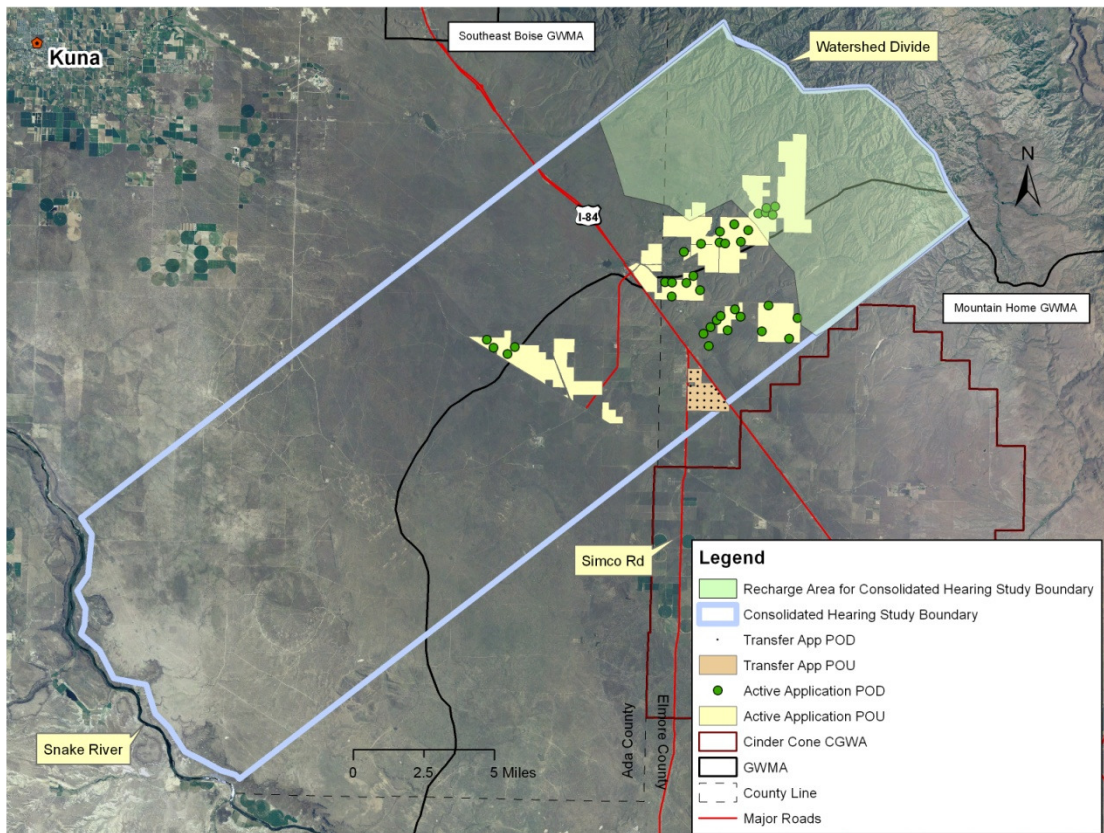 Southeast Boise GWMA
Watershed Divide
Kuna
N
I-84
Mountain Home GWMA
Simco Rd
Snake River
Ada County
Elmore County
0 2.5 5 Miles
Legend
Recharge Area for Consolidated Hearing Study Boundary
Consolidated Hearing Study Boundary
Transfer App POD
Transfer App POU
Active Application POD
Active Application POU
Cinder Cone CGWA
GWMA
County Line
Major Roads